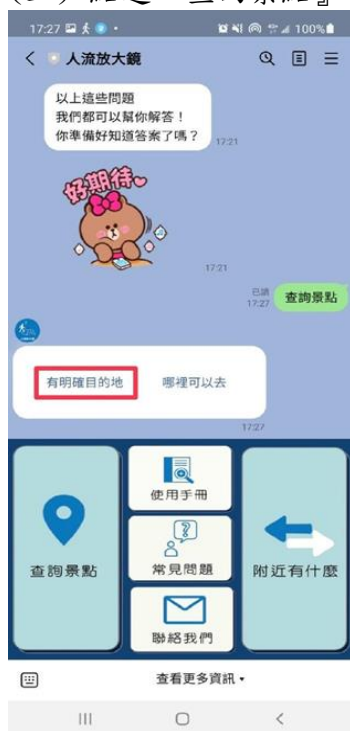 17:27
100%
人流放大鏡
以上這些問題
我們都可以幫你解答！
你準備好知道答案了嗎？
17:21
好期待
17:21
已讀
17:27
查詢景點
有明確目的地
哪裡可以去
17:27
查詢景點
使用手冊
常見問題
聯絡我們
附近有什麼
查看更多資訊